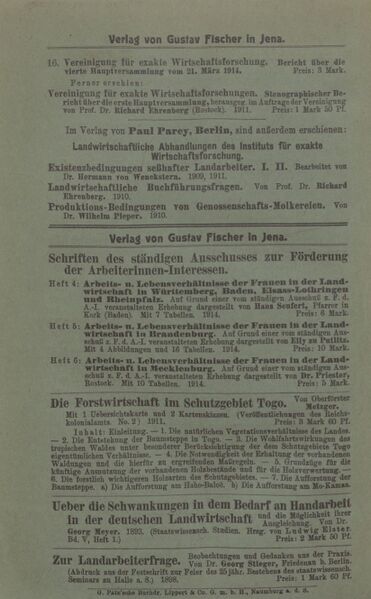 Verlag von Gustav Fischer in Jena.
16. Vereinigung für exakte Wirtschaftsforschung. Bericht über die
vierte Hauptversammlung vom 21. März 1914. Preis: 3 Mark.
Ferner erschien:
Vereinigung für exakte Wirtschaftsforschungen. Stenographischer Be-
richt über die erste Hauptversammlung, herausgeg. im Auftrage der Vereinigung
von Prof. Dr. Richard Ehrenberg (Rostock). 1911. Preis: 1 Mark 50 Pf.
Im Verlag von Paul Parey, Berlin, sind außerdem erschienen:
Landwirtschaftliche Abhandlungen des Instituts für exakte
Wirtschaftsforschung.
Existenzbedingungen seßhafter Landarbeiter. I. II. Bearbeitet von
Dr. Hermann von Wenckstern. 1909, 1911.
Landwirtschaftliche Buchführungsfragen. Von Prof. Dr. Richard
Ehrenberg. 1910.
Produktions-Bedingungen von Genossenschafts-Molkereien. Von
Dr. Wilhelm Pieper. 1910.
Verlag von Gustav Fischer in Jena.
Schriften des ständigen Ausschusses zur Förderung
der Arbeiterinnen-Interessen.
Heft 4: Arbeits- u. Lebensverhältnisse der Frauen in der Land-
wirtschaft in Württemberg, Baden, Elsass-Lothringen
und Rheinpfalz. Auf Grund einer vom ständigen Ausschuß z. F. d.
A.-I. veranstalteten Erhebung dargestellt von Hans Seufert, Pfarrer in
Kork (Baden). Mit 7 Tabellen. 1914. Preis: 6 Mark.
Heft 5: Arbeits- u. Lebensverhältnisse der Frauen in der Land-
wirtschaft in Brandenburg. Auf Grund einer vom ständigen Aus-
schuß z. F. d. A.-I. veranstalteten Erhebung dargestellt von Elly zu Putlitz.
Mit 4 Abbildungen und 16 Tabellen. 1914. Preis: 10 Mark.
Heft 6: Arbeits- u. Lebensverhältnisse der Frauen in der Land-
wirtschaft in Mecklenburg. Auf Grund einer vom ständigen Aus-
schuß z. F. d. A.-I. veranstalteten Erhebung dargestellt von Dr. Priester,
Rostock. Mit 10 Tabellen. 1914. Preis: 5 Mark.
Die Forstwirtschaft im Schutzgebiet Togo. Von Oberförster
Metzger.
Mit 1 Uebersichtskarte und 2 Kartenskizzen. (Veröffentlichungen des Reichs-
kolonialamts. No. 2) 1911. Preis: 3 Mark 60 Pf.
Inhalt: Einleitung. — 1. Die natürlichen Vegetationsverhältnisse des Landes.
— 2. Die Entstehung der Baumsteppe in Togo. — 3. Die Wohlfahrtswirkungen des
tropischen Waldes unter besonderer Berücksichtigung der dem Schutzgebiete Togo
eigentümlichen Verhältnisse. — 4. Die Notwendigkeit der Erhaltung der vorhandenen
Waldungen und die hierfür zu ergreifenden Maßregeln. — 5. Grundzüge für die
künftige Ausnutzung der vorhandenen Holzbestände und für die Holzverwertung. —
6. Die forstlich wichtigeren Holzarten des Schutzgebietes. — 7. Die Aufforstung der
Baumsteppe. a) Die Aufforstung am Haho-Baloë. b) Die Aufforstung am Mo-Kamaa.
Ueber die Schwankungen in dem Bedarf an Handarbeit
in der deutschen Landwirtschaft und die Möglichkeit ihrer
Ausgleichung. Von Dr.
Georg Meyer. 1893. (Staatswissensch. Studien. Hrsg. von Ludwig Elster.
Bd. V, Heft 1.) Preis: 2 Mark 50 Pf.
Zur Landarbeiterfrage. Beobachtungen und Gedanken aus der Praxis.
Von Dr. Georg Stieger, Friedenau b. Berlin.
(Abdruck aus der Festschrift zur Feier des 25jähr. Bestehens des staatswissensch.
Seminars zu Halle a. S.) 1898. Preis: 1 Mark 60 Pf.
G. Pätz'sche Buchdr. Lippert & Co. G. m. b. H., Naumburg a. d. S.